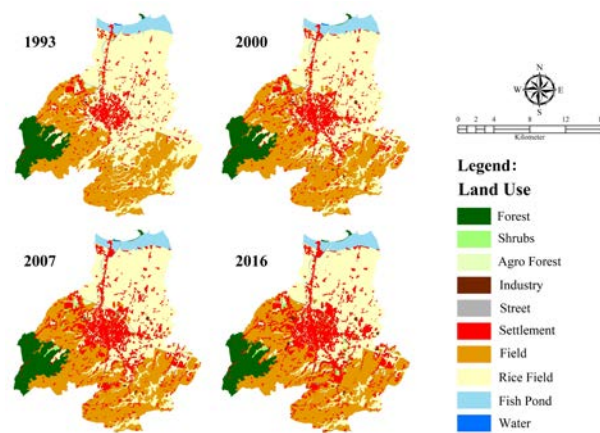 1993
2000
N
W E
S
0 2 4 8 12 16
Kilometer
Legend:
Land Use
Forest
Shrubs
Agro Forest
Industry
Street
Settlement
Field
Rice Field
Fish Pond
Water
2007
2016